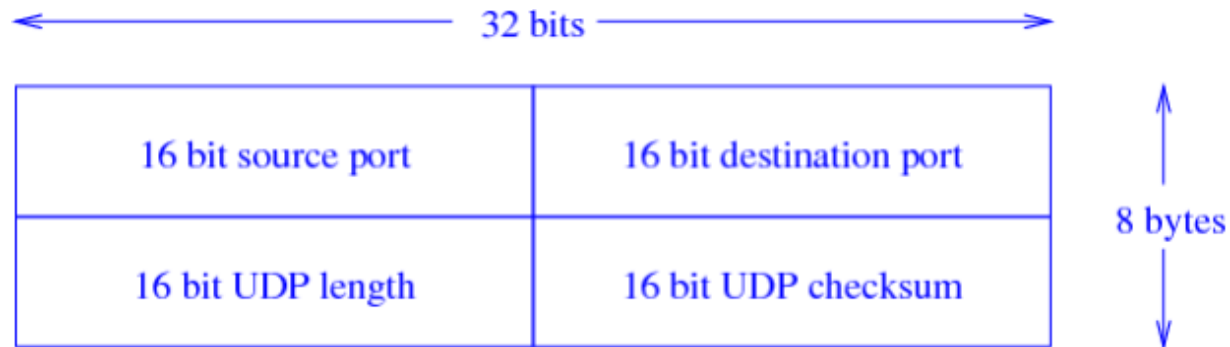 32 bits
16 bit source port
16 bit destination port
8 bytes
16 bit UDP length
16 bit UDP checksum